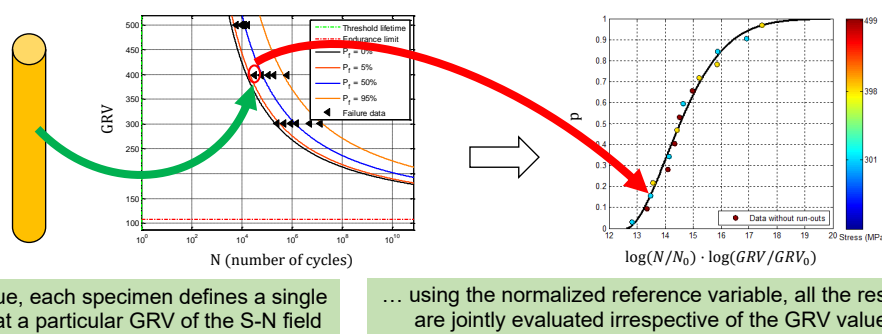 GRV
500
450
400
350
300
250
200
150
100
Threshold lifetime
Endurance limit
P_f = 0%
P_f = 5%
P_f = 50%
P_f = 95%
Failure data
10^0
10^2
10^4
10^6
10^8
10^10
N (number of cycles)
p
1
0.9
0.8
0.7
0.6
0.5
0.4
0.3
0.2
0.1
0
Data without run-outs
12
13
14
15
16
17
18
19
20
log(N/N₀) · log(GRV/GRV₀)
499
398
301
Stress (MPa
ue, each specimen defines a single
at a particular GRV of the S-N field
… using the normalized reference variable, all the res
are jointly evaluated irrespective of the GRV value